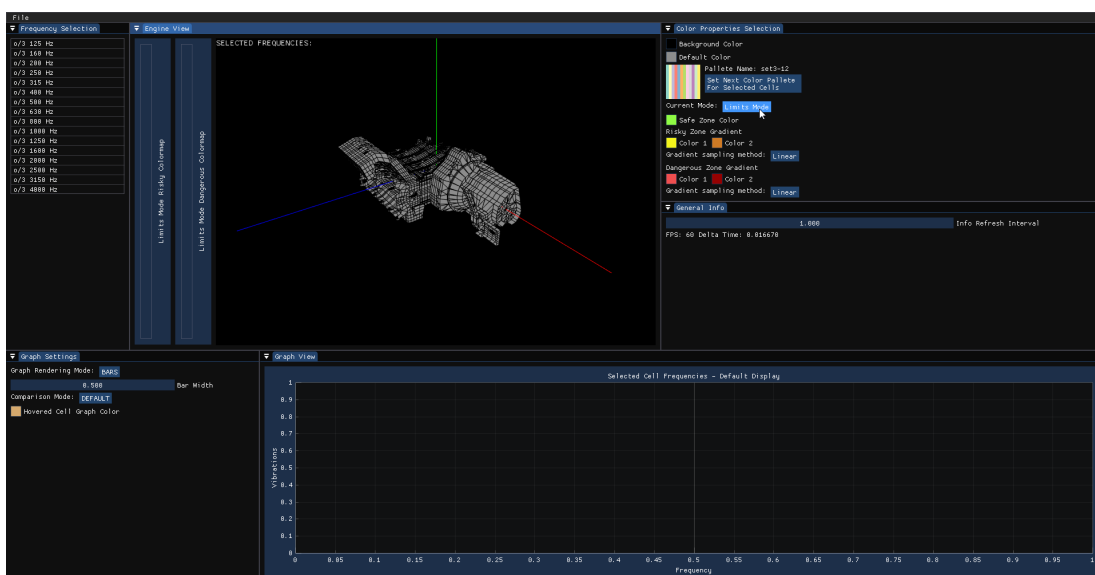 File
Frequency Selection
o/3 125 Hz
o/3 160 Hz
o/3 200 Hz
o/3 250 Hz
o/3 315 Hz
o/3 400 Hz
o/3 500 Hz
o/3 630 Hz
o/3 800 Hz
o/3 1000 Hz
o/3 1250 Hz
o/3 1600 Hz
o/3 2000 Hz
o/3 2500 Hz
o/3 3150 Hz
o/3 4000 Hz
Engine View
Limits Mode Risky Colormap
Limits Mode Dangerous Colormap
SELECTED FREQUENCIES:
Color Properties Selection
Background Color
Default Color
Pallete Name: set3-12
Set Next Color Pallete
For Selected Cells
Current Mode: Limits Mode
Safe Zone Color
Risky Zone Gradient
Color 1 Color 2
Gradient sampling method: Linear
Dangerous Zone Gradient
Color 1 Color 2
Gradient sampling method: Linear
General Info
1.000 Info Refresh Interval
FPS: 60 Delta Time: 0.016670
Graph Settings
Graph Rendering Mode: BARS
0.500 Bar Width
Comparison Mode: DEFAULT
Hovered Cell Graph Color
Graph View
Selected Cell Frequencies - Default Display
Vibrations
1
0.9
0.8
0.7
0.6
0.5
0.4
0.3
0.2
0.1
0
0 0.05 0.1 0.15 0.2 0.25 0.3 0.35 0.4 0.45 0.5 0.55 0.6 0.65 0.7 0.75 0.8 0.85 0.9 0.95 1
Frequency